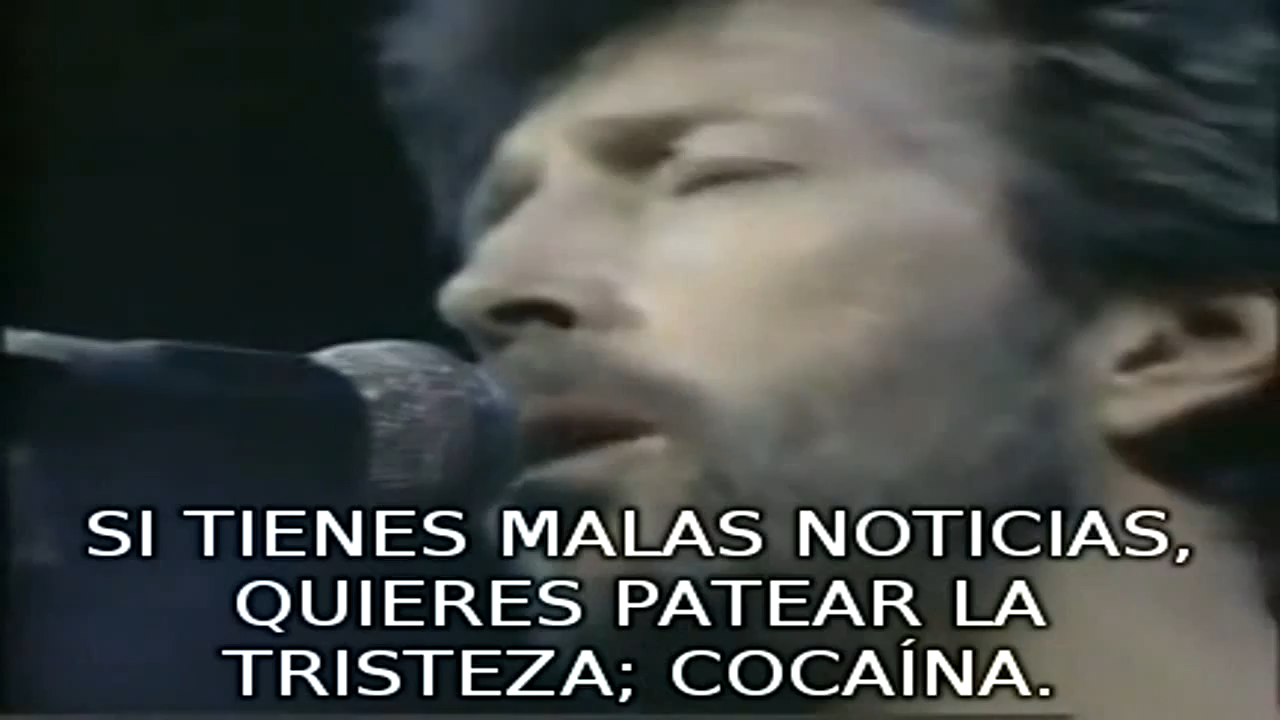 SI TIENES MALAS NOTICIAS,
QUIERES PATEAR LA
TRISTEZA; COCAÍNA.